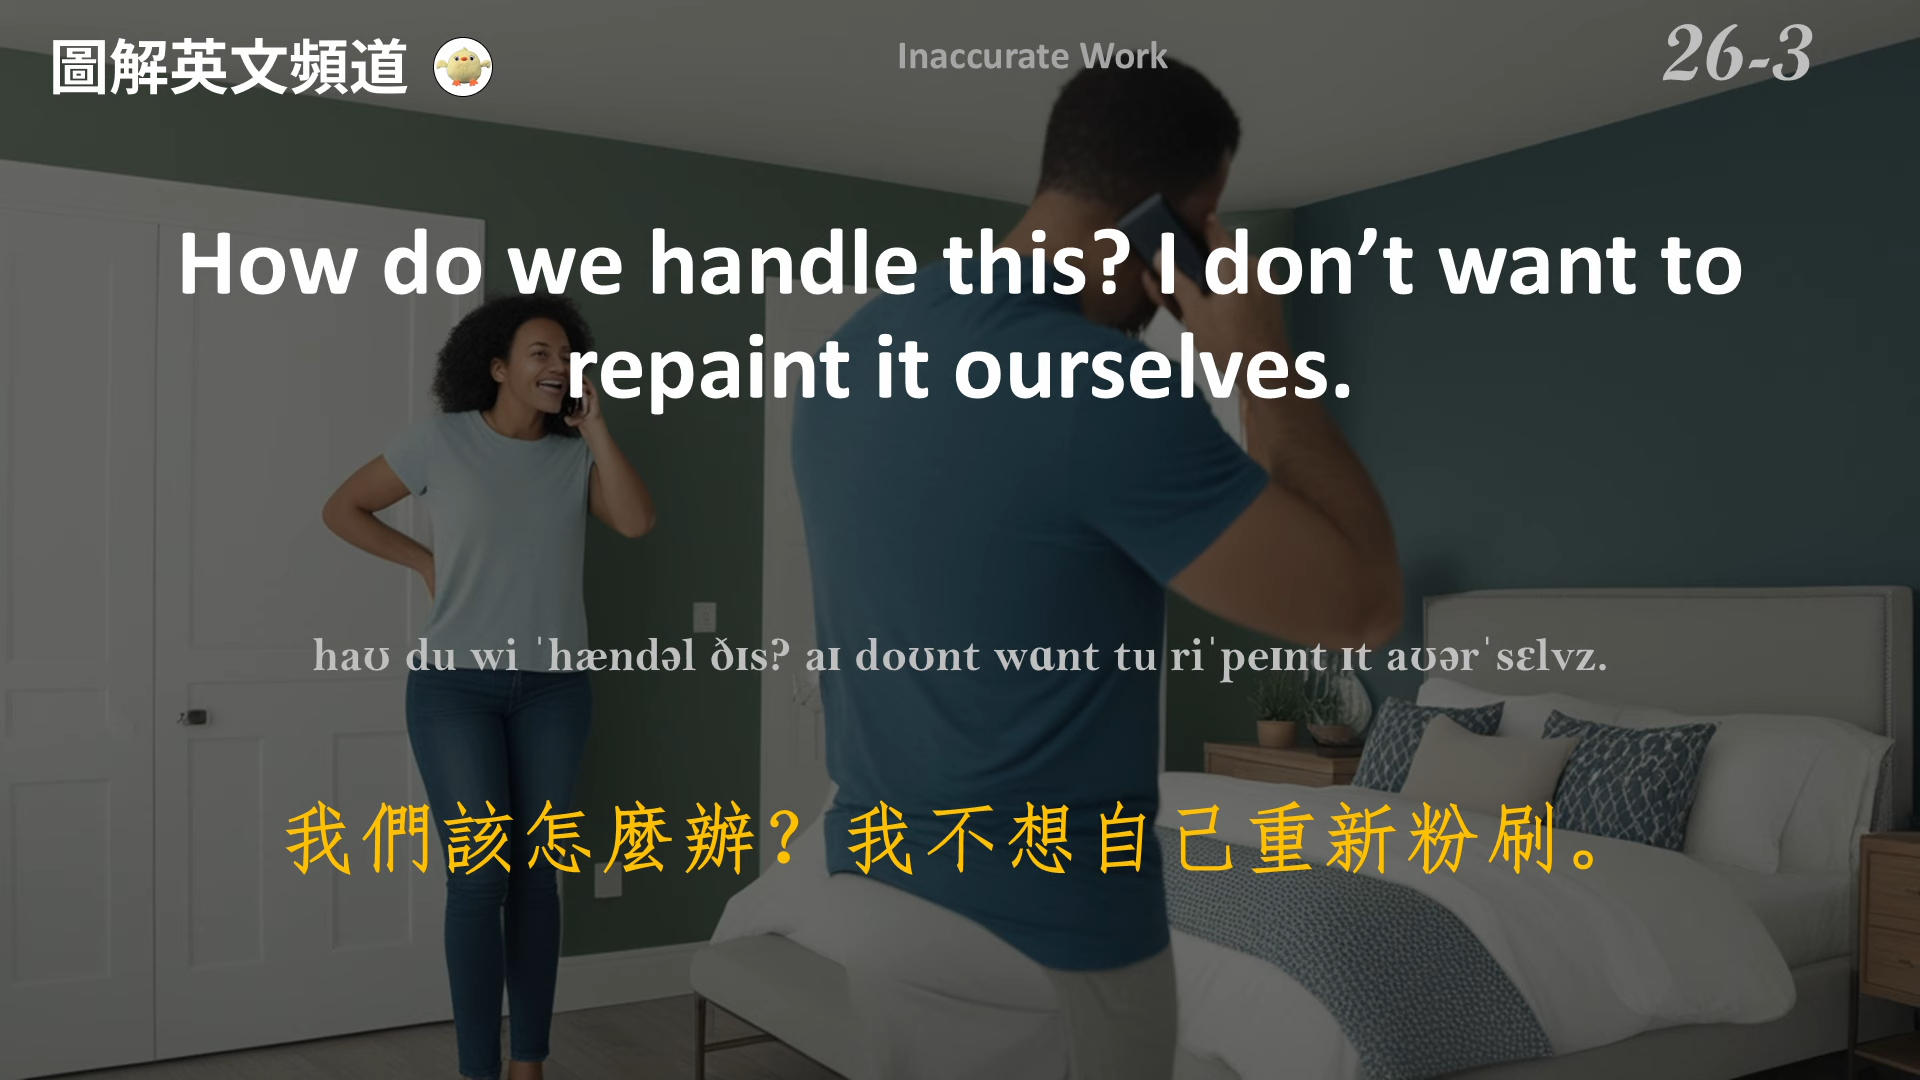 圖解英文頻道
Inaccurate Work
26-3
How do we handle this? I don’t want to
repaint it ourselves.
haʊ du wi ˈhændəl ðɪs? aɪ doʊnt wɑnt tu riˈpeɪnt ɪt aʊərˈsɛlvz.
我們該怎麼辦？我不想自己重新粉刷。